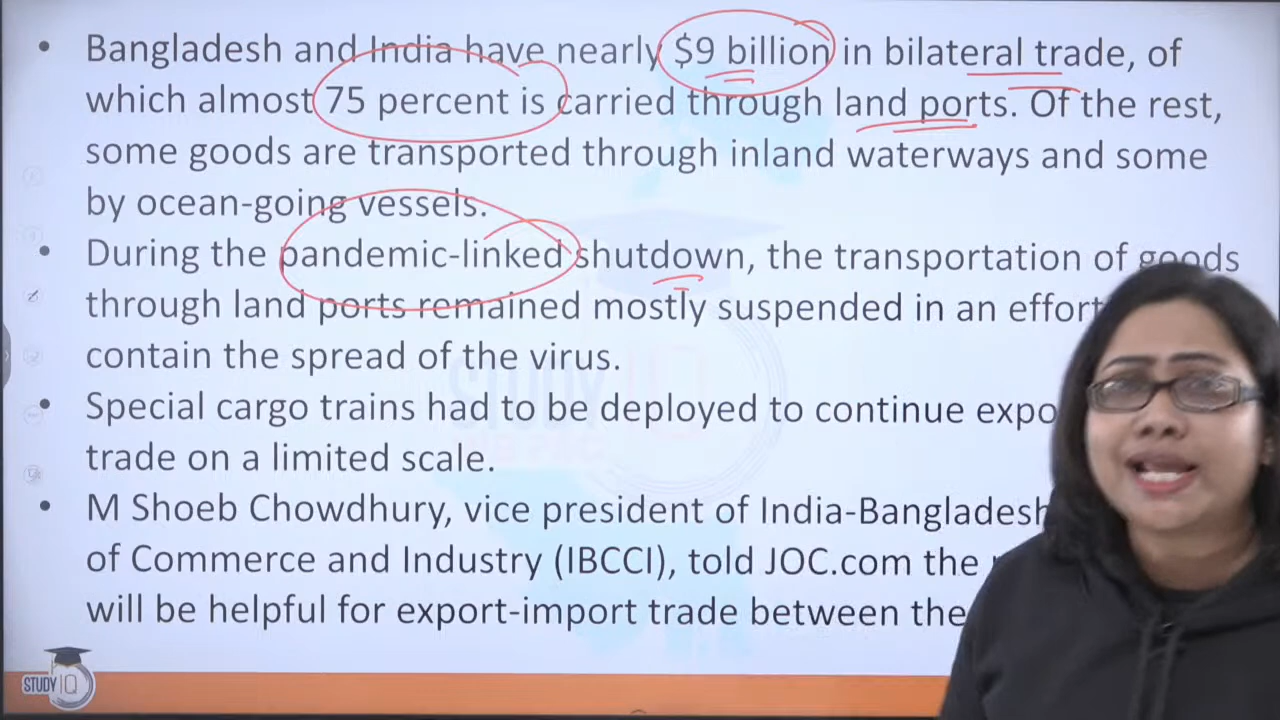 • Bangladesh and India have nearly $9 billion in bilateral trade, of
which almost 75 percent is carried through land ports. Of the rest,
some goods are transported through inland waterways and some
by ocean-going vessels.
• During the pandemic-linked shutdown, the transportation of goods
through land ports remained mostly suspended in an effort
contain the spread of the virus.
• Special cargo trains had to be deployed to continue expo
trade on a limited scale.
• M Shoeb Chowdhury, vice president of India-Bangladesh
of Commerce and Industry (IBCCI), told JOC.com the
will be helpful for export-import trade between the
STUDY IQ
STUDY IQ